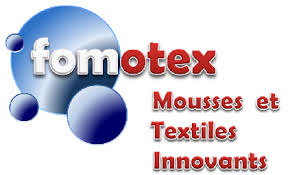 fomotex
Mousses et
Textiles
Innovants